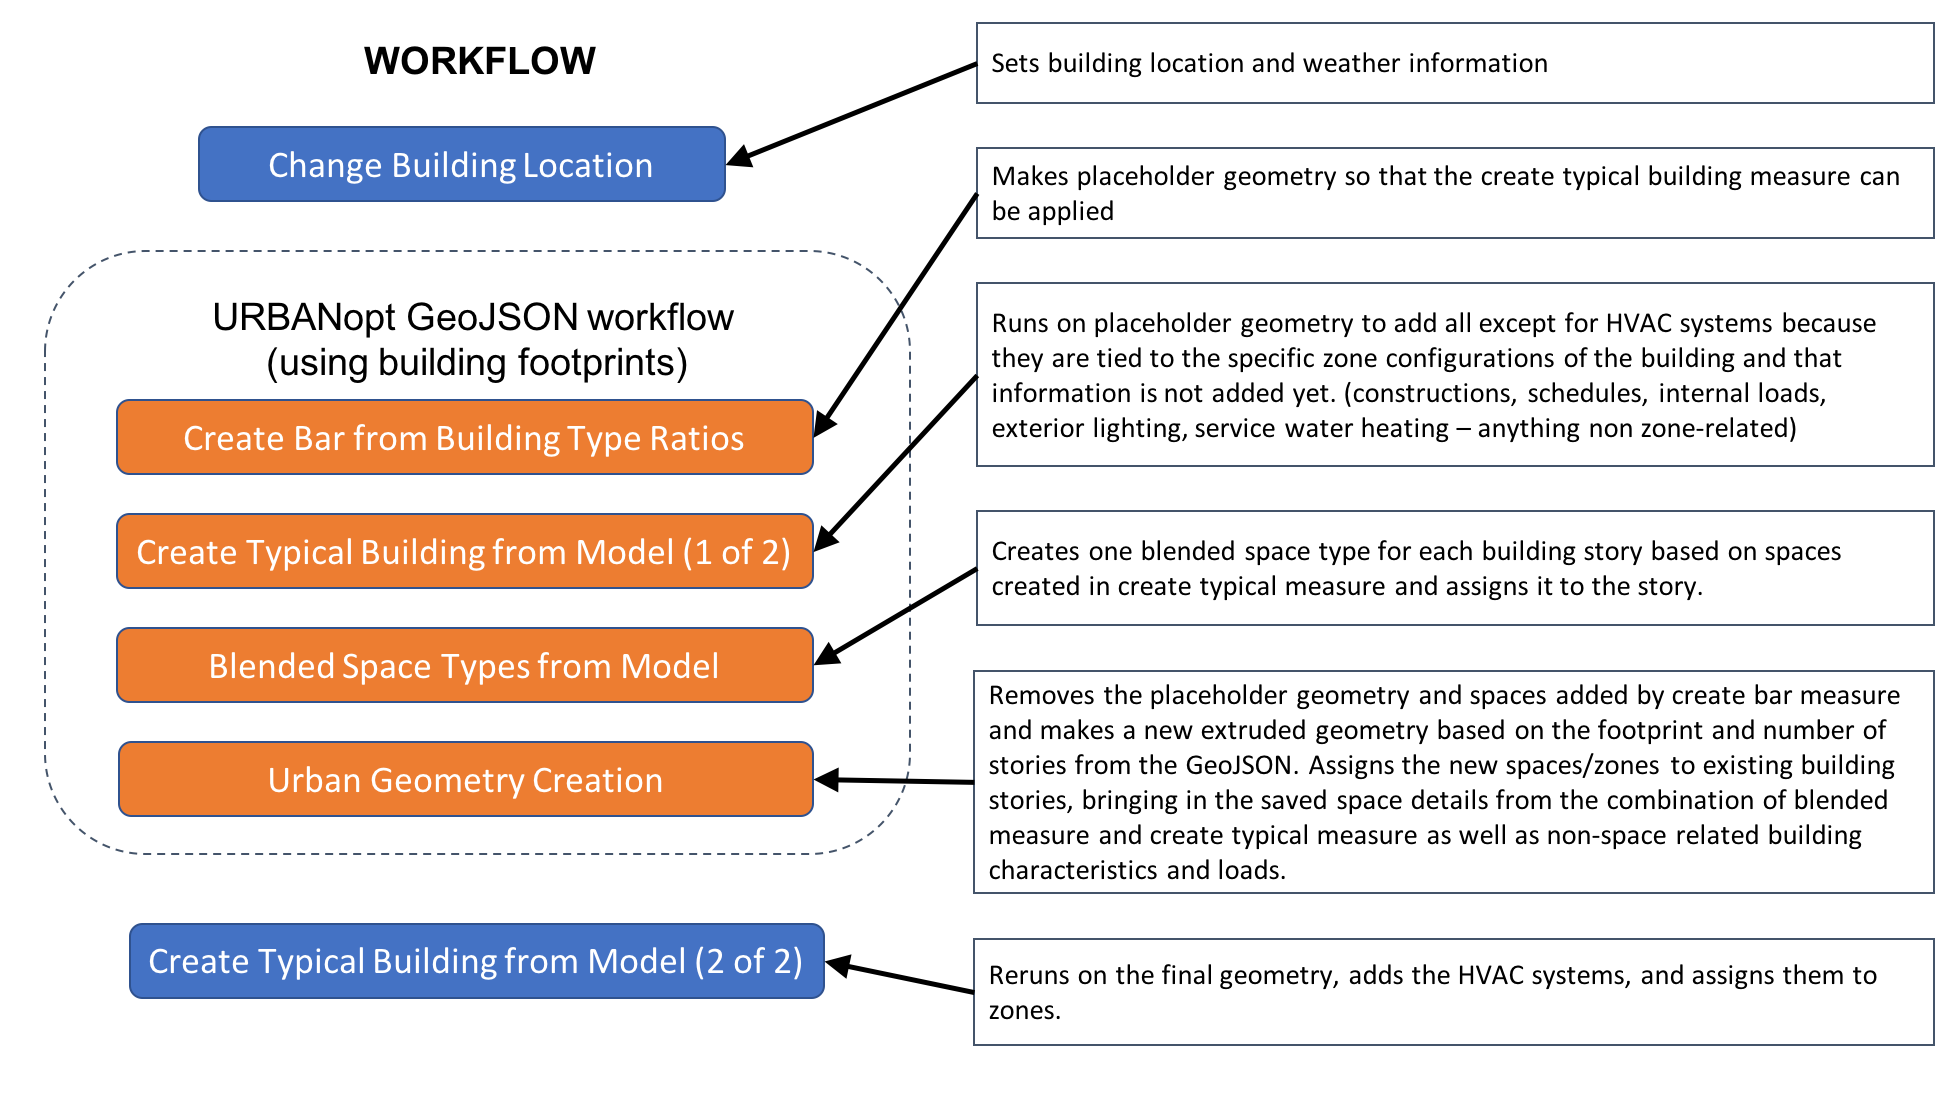 WORKFLOW
Sets building location and weather information
Change Building Location
Makes placeholder geometry so that the create typical building measure can
be applied
URBANopt GeoJSON workflow
(using building footprints)
Runs on placeholder geometry to add all except for HVAC systems because
they are tied to the specific zone configurations of the building and that
information is not added yet. (constructions, schedules, internal loads,
exterior lighting, service water heating – anything non zone-related)
Create Bar from Building Type Ratios
Create Typical Building from Model (1 of 2)
Creates one blended space type for each building story based on spaces
created in create typical measure and assigns it to the story.
Blended Space Types from Model
Removes the placeholder geometry and spaces added by create bar measure
and makes a new extruded geometry based on the footprint and number of
stories from the GeoJSON. Assigns the new spaces/zones to existing building
stories, bringing in the saved space details from the combination of blended
measure and create typical measure as well as non-space related building
characteristics and loads.
Urban Geometry Creation
Create Typical Building from Model (2 of 2)
Reruns on the final geometry, adds the HVAC systems, and assigns them to
zones.